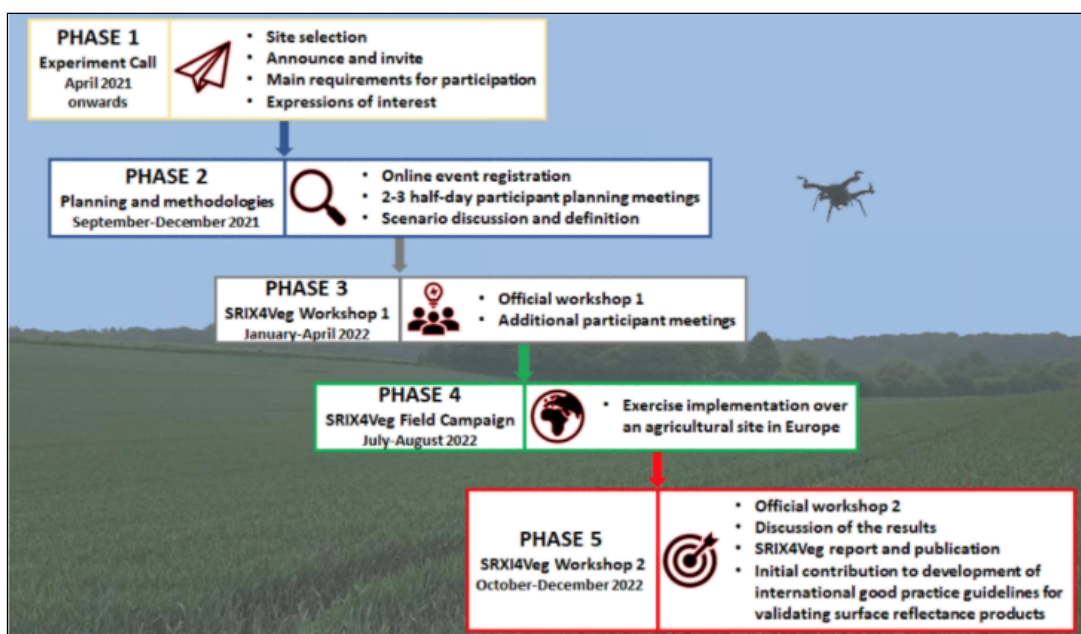 PHASE 1
Experiment Call
April 2021
onwards
• Site selection
• Announce and invite
• Main requirements for participation
• Expressions of interest
PHASE 2
Planning and methodologies
September-December 2021
• Online event registration
• 2-3 half-day participant planning meetings
• Scenario discussion and definition
PHASE 3
SRIX4Veg Workshop 1
January-April 2022
• Official workshop 1
• Additional participant meetings
PHASE 4
SRIX4Veg Field Campaign
July-August 2022
• Exercise implementation over
an agricultural site in Europe
PHASE 5
SRXI4Veg Workshop 2
October-December 2022
• Official workshop 2
• Discussion of the results
• SRIX4Veg report and publication
• Initial contribution to development of
international good practice guidelines for
validating surface reflectance products